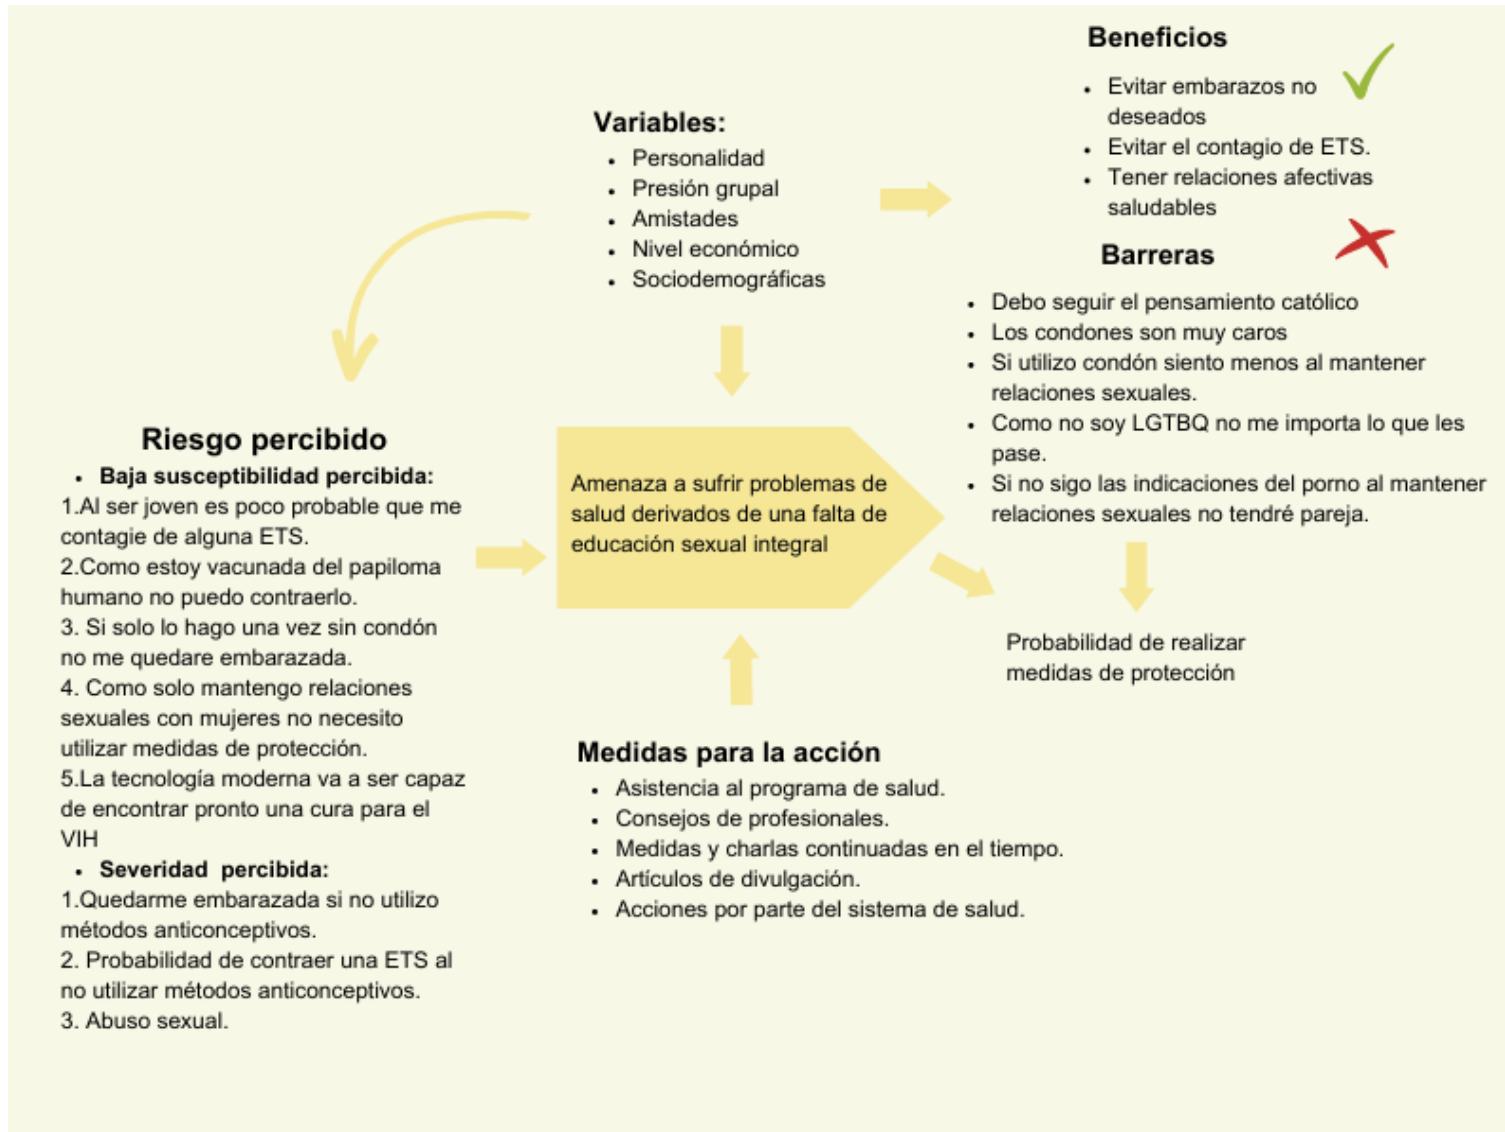 Beneficios
• Evitar embarazos no
deseados
• Evitar el contagio de ETS.
• Tener relaciones afectivas
saludables
Variables:
• Personalidad
• Presión grupal
• Amistades
• Nivel económico
• Sociodemográficas
Barreras
• Debo seguir el pensamiento católico
• Los condones son muy caros
• Si utilizo condón siento menos al mantener
relaciones sexuales.
• Como no soy LGTBQ no me importa lo que les
pase.
• Si no sigo las indicaciones del porno al mantener
relaciones sexuales no tendré pareja.
Riesgo percibido
• Baja susceptibilidad percibida:
1.Al ser joven es poco probable que me
contagie de alguna ETS.
2.Como estoy vacunada del papiloma
humano no puedo contraerlo.
3. Si solo lo hago una vez sin condón
no me quedare embarazada.
4. Como solo mantengo relaciones
sexuales con mujeres no necesito
utilizar medidas de protección.
5.La tecnología moderna va a ser capaz
de encontrar pronto una cura para el
VIH
• Severidad percibida:
1.Quedarme embarazada si no utilizo
métodos anticonceptivos.
2. Probabilidad de contraer una ETS al
no utilizar métodos anticonceptivos.
3. Abuso sexual.
Amenaza a sufrir problemas de
salud derivados de una falta de
educación sexual integral
Probabilidad de realizar
medidas de protección
Medidas para la acción
• Asistencia al programa de salud.
• Consejos de profesionales.
• Medidas y charlas continuadas en el tiempo.
• Artículos de divulgación.
• Acciones por parte del sistema de salud.